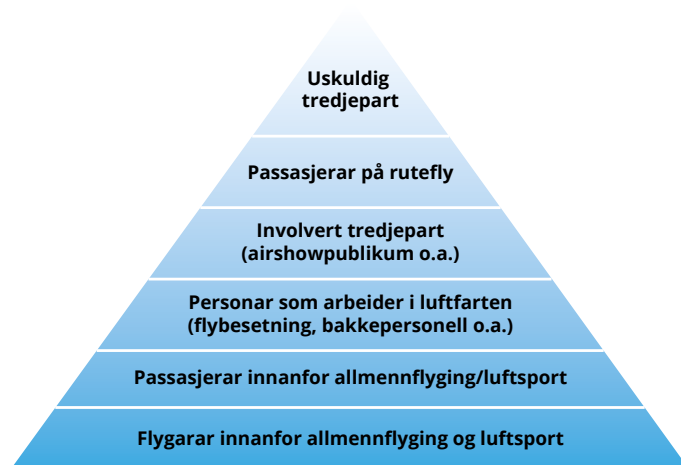 Uskuldig
tredjepart
Passasjerar på rutefly
Involvert tredjepart
(airshowpublikum o.a.)
Personar som arbeider i luftfarten
(flybesetning, bakkepersonell o.a.)
Passasjerar innanfor allmennflyging/luftsport
Flygarar innanfor allmennflyging og luftsport